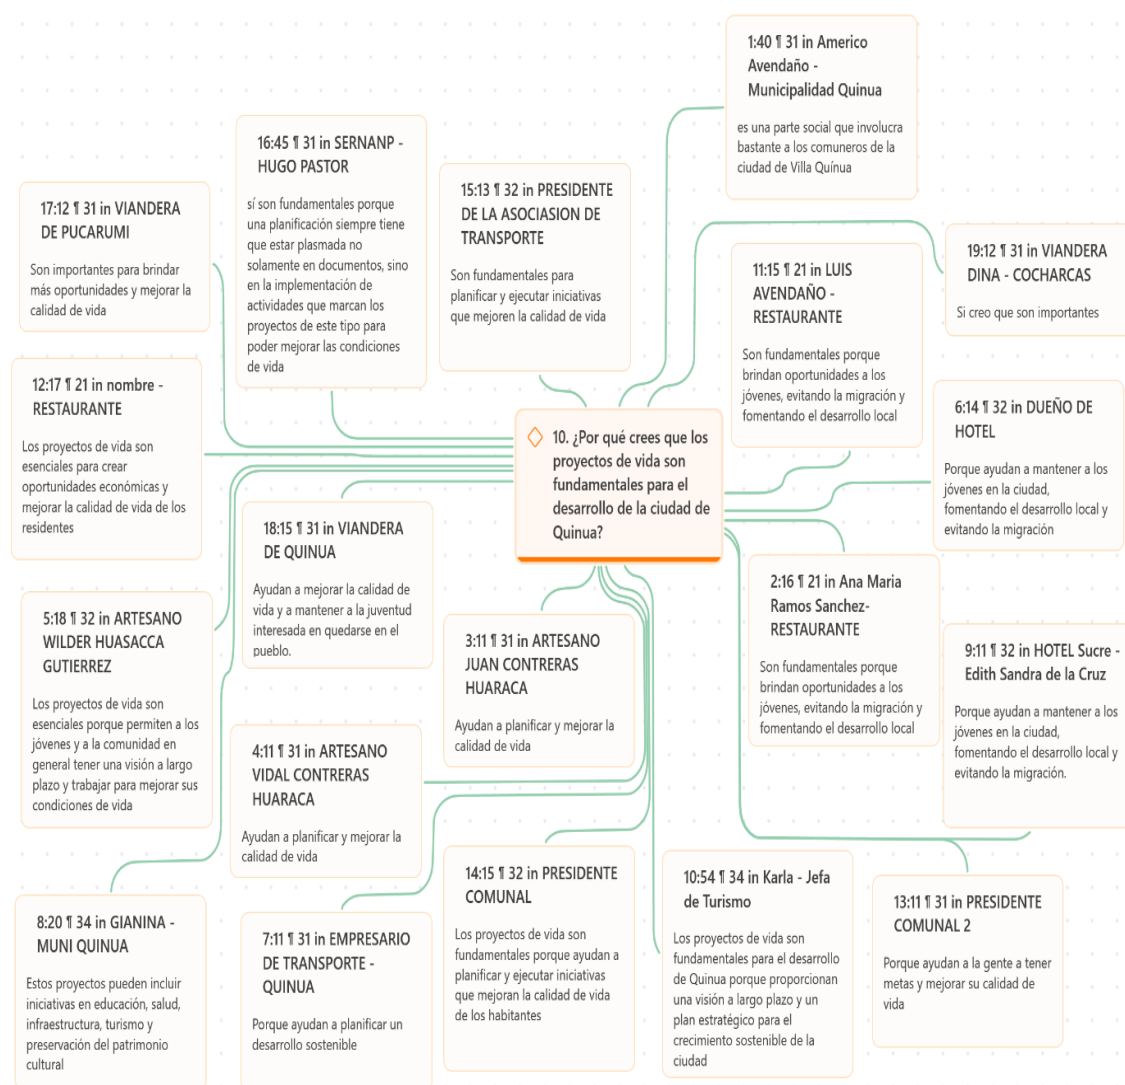 1:40 ¶ 31 in Americo
Avendaño -
Municipalidad Quinua
es una parte social que involucra
bastante a los comuneros de la
ciudad de Villa Quínua
16:45 ¶ 31 in SERNANP -
HUGO PASTOR
sí son fundamentales porque
una planificación siempre tiene
que estar plasmada no
solamente en documentos, sino
en la implementación de
actividades que marcan los
proyectos de este tipo para
poder mejorar las condiciones
de vida
15:13 ¶ 32 in PRESIDENTE
DE LA ASOCIASION DE
TRANSPORTE
Son fundamentales para
planificar y ejecutar iniciativas
que mejoren la calidad de vida
17:12 ¶ 31 in VIANDERA
DE PUCARUMI
Son importantes para brindar
más oportunidades y mejorar la
calidad de vida
11:15 ¶ 21 in LUIS
AVENDAÑO -
RESTAURANTE
Son fundamentales porque
brindan oportunidades a los
jóvenes, evitando la migración y
fomentando el desarrollo local
19:12 ¶ 31 in VIANDERA
DINA - COCHARCAS
Si creo que son importantes
12:17 ¶ 21 in nombre -
RESTAURANTE
Los proyectos de vida son
esenciales para crear
oportunidades económicas y
mejorar la calidad de vida de los
residentes
10. ¿Por qué crees que los
proyectos de vida son
fundamentales para el
desarrollo de la ciudad de
Quinua?
6:14 ¶ 32 in DUEÑO DE
HOTEL
Porque ayudan a mantener a los
jóvenes en la ciudad,
fomentando el desarrollo local y
evitando la migración
18:15 ¶ 31 in VIANDERA
DE QUINUA
Ayudan a mejorar la calidad de
vida y a mantener a la juventud
interesada en quedarse en el
pueblo.
2:16 ¶ 21 in Ana Maria
Ramos Sanchez-
RESTAURANTE
Son fundamentales porque
brindan oportunidades a los
jóvenes, evitando la migración y
fomentando el desarrollo local
5:18 ¶ 32 in ARTESANO
WILDER HUASACCA
GUTIERREZ
Los proyectos de vida son
esenciales porque permiten a los
jóvenes y a la comunidad en
general tener una visión a largo
plazo y trabajar para mejorar sus
condiciones de vida
3:11 ¶ 31 in ARTESANO
JUAN CONTRERAS
HUARACA
Ayudan a planificar y mejorar la
calidad de vida
9:11 ¶ 32 in HOTEL Sucre -
Edith Sandra de la Cruz
Porque ayudan a mantener a los
jóvenes en la ciudad,
fomentando el desarrollo local y
evitando la migración.
4:11 ¶ 31 in ARTESANO
VIDAL CONTRERAS
HUARACA
Ayudan a planificar y mejorar la
calidad de vida
14:15 ¶ 32 in PRESIDENTE
COMUNAL
Los proyectos de vida son
fundamentales porque ayudan a
planificar y ejecutar iniciativas
que mejoran la calidad de vida
de los habitantes
10:54 ¶ 34 in Karla - Jefa
de Turismo
Los proyectos de vida son
fundamentales para el desarrollo
de Quinua porque proporcionan
una visión a largo plazo y un
plan estratégico para el
crecimiento sostenible de la
ciudad
13:11 ¶ 31 in PRESIDENTE
COMUNAL 2
Porque ayudan a la gente a tener
metas y mejorar su calidad de
vida
8:20 ¶ 34 in GIANINA -
MUNI QUINUA
Estos proyectos pueden incluir
iniciativas en educación, salud,
infraestructura, turismo y
preservación del patrimonio
cultural
7:11 ¶ 31 in EMPRESARIO
DE TRANSPORTE -
QUINUA
Porque ayudan a planificar un
desarrollo sostenible